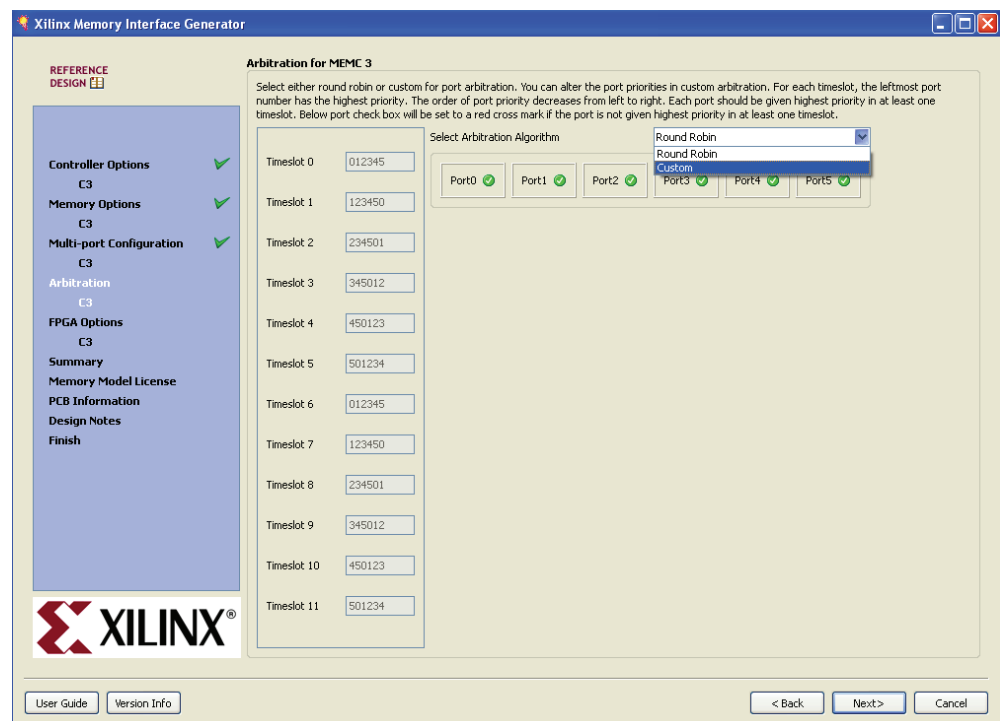 Xilinx Memory Interface Generator
REFERENCE
DESIGN
Controller Options
C3
Memory Options
C3
Multi-port Configuration
C3
Arbitration
C3
FPGA Options
C3
Summary
Memory Model License
PCB Information
Design Notes
Finish
XILINX®
Arbitration for MEMC 3
Select either round robin or custom for port arbitration. You can alter the port priorities in custom arbitration. For each timeslot, the leftmost port
number has the highest priority. The order of port priority decreases from left to right. Each port should be given highest priority in at least one
timeslot. Below port check box will be set to a red cross mark if the port is not given highest priority in at least one timeslot.
Timeslot 0 012345
Timeslot 1 123450
Timeslot 2 234501
Timeslot 3 345012
Timeslot 4 450123
Timeslot 5 501234
Timeslot 6 012345
Timeslot 7 123450
Timeslot 8 234501
Timeslot 9 345012
Timeslot 10 450123
Timeslot 11 501234
Select Arbitration Algorithm Round Robin
Round Robin
Custom
Port0 Port1 Port2 Port3 Port4 Port5
User Guide Version Info < Back Next> Cancel